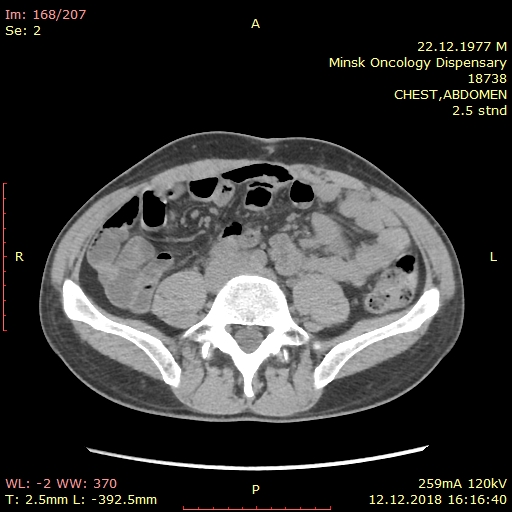 Im: 168/207
Se: 2
A
22.12.1977 M
Minsk Oncology Dispensary
18738
CHEST,ABDOMEN
2.5 stnd
R
L
WL: -2 WW: 370
T: 2.5mm L: -392.5mm
P
259mA 120kV
12.12.2018 16:16:40